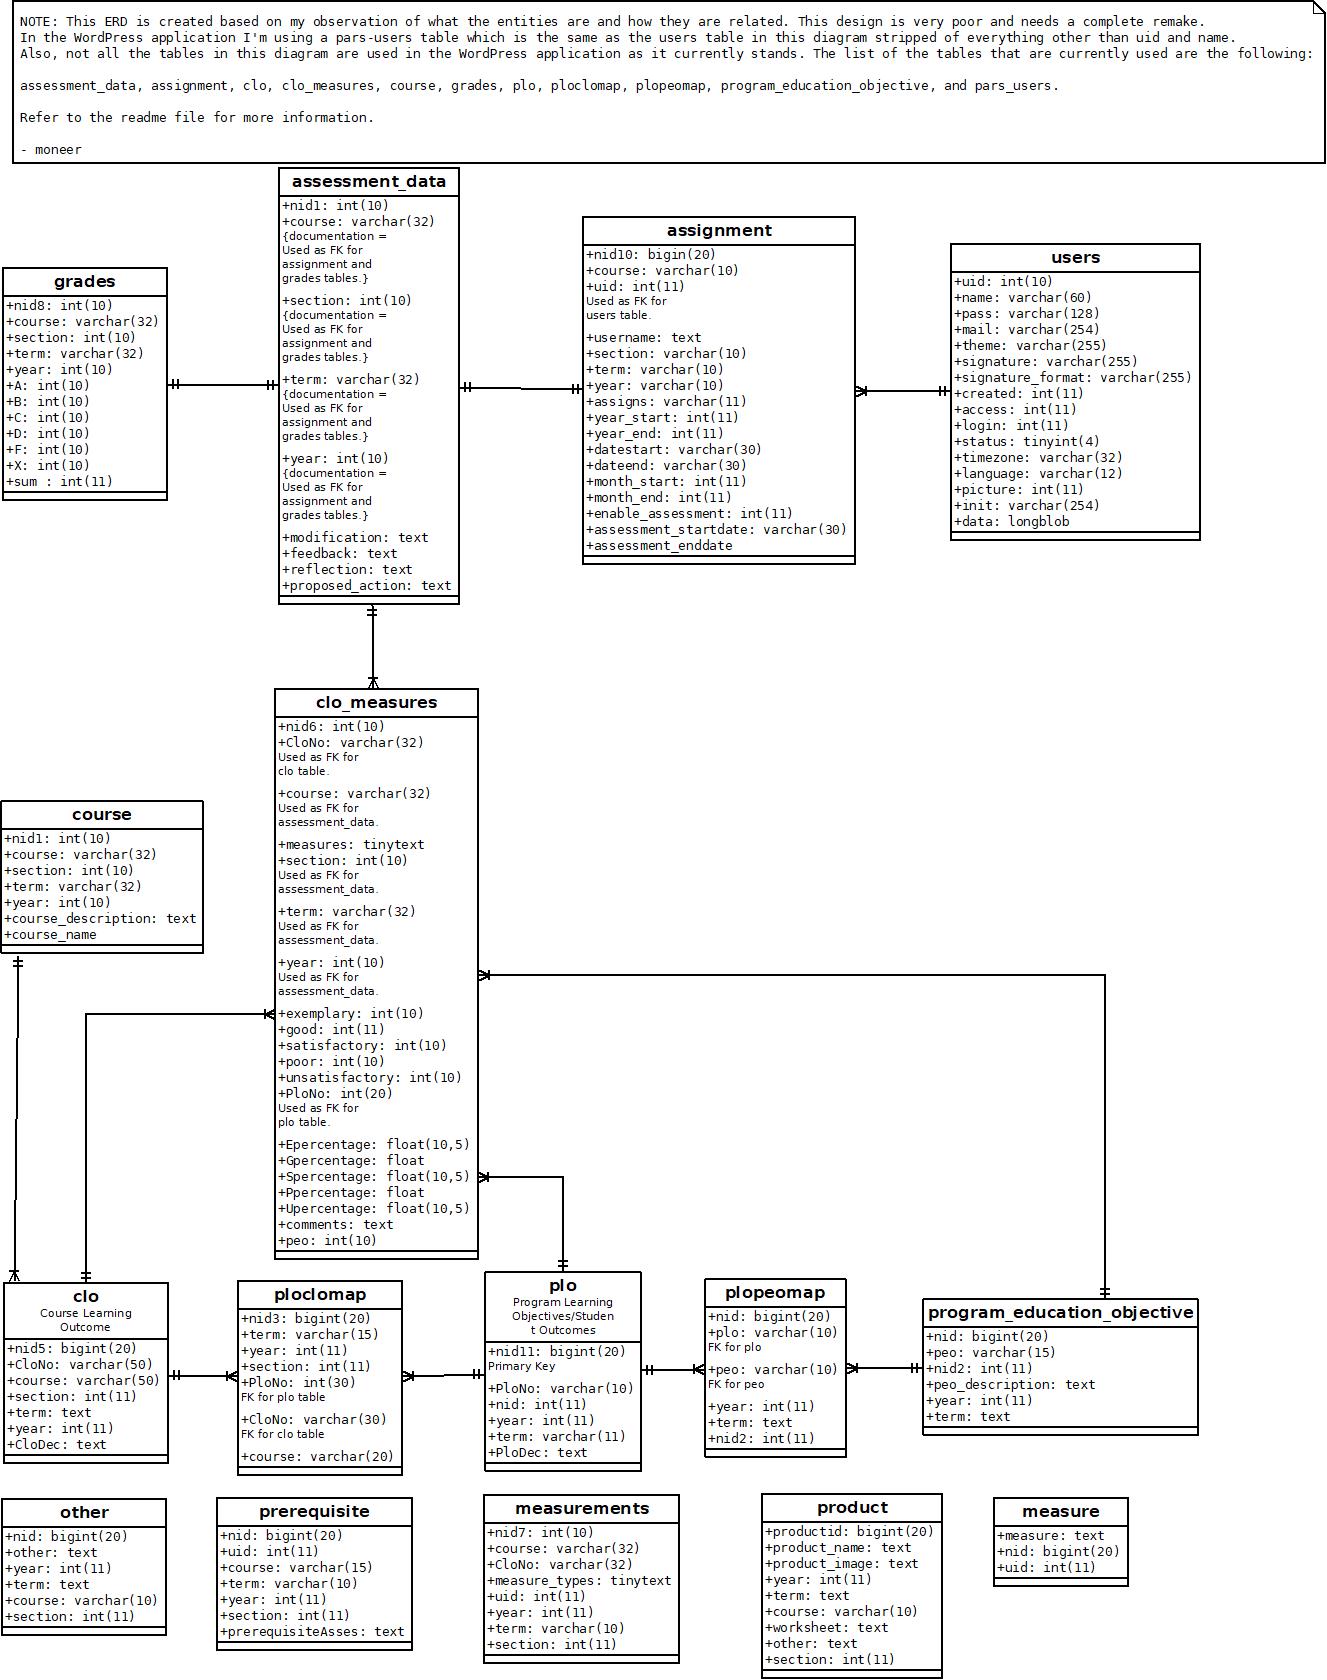 NOTE: This ERD is created based on my observation of what the entities are and how they are related. This design is very poor and needs a complete remake.
In the WordPress application I'm using a pars-users table which is the same as the users table in this diagram stripped of everything other than uid and name.
Also, not all the tables in this diagram are used in the WordPress application as it currently stands. The list of the tables that are currently used are the following:
assessment_data, assignment, clo, clo_measures, course, grades, plo, ploclomap, plopeomap, program_education_objective, and pars_users.
Refer to the readme file for more information.
- moneer
assessment_data
+nid1: int(10)
+course: varchar(32)
{documentation =
Used as FK for
assignment and
grades tables.}
+section: int(10)
{documentation =
Used as FK for
assignment and
grades tables.}
+term: varchar(32)
{documentation =
Used as FK for
assignment and
grades tables.}
+year: int(10)
{documentation =
Used as FK for
assignment and
grades tables.}
+modification: text
+feedback: text
+reflection: text
+proposed_action: text
grades
+nid8: int(10)
+course: varchar(32)
+section: int(10)
+term: varchar(32)
+year: int(10)
+A: int(10)
+B: int(10)
+C: int(10)
+D: int(10)
+F: int(10)
+X: int(10)
+sum : int(11)
assignment
+nid10: bigin(20)
+course: varchar(10)
+uid: int(11)
Used as FK for
users table.
+username: text
+section: varchar(10)
+term: varchar(10)
+year: varchar(10)
+assigns: varchar(11)
+year_start: int(11)
+year_end: int(11)
+datestart: varchar(30)
+dateend: varchar(30)
+month_start: int(11)
+month_end: int(11)
+enable_assessment: int(11)
+assessment_startdate: varchar(30)
+assessment_enddate
users
+uid: int(10)
+name: varchar(60)
+pass: varchar(128)
+mail: varchar(254)
+theme: varchar(255)
+signature: varchar(255)
+signature_format: varchar(255)
+created: int(11)
+access: int(11)
+login: int(11)
+status: tinyint(4)
+timezone: varchar(32)
+language: varchar(12)
+picture: int(11)
+init: varchar(254)
+data: longblob
clo_measures
+nid6: int(10)
+CloNo: varchar(32)
Used as FK for
clo table.
+course: varchar(32)
Used as FK for
assessment_data.
+measures: tinytext
+section: int(10)
Used as FK for
assessment_data.
+term: varchar(32)
Used as FK for
assessment_data.
+year: int(10)
Used as FK for
assessment_data.
+exemplary: int(10)
+good: int(11)
+satisfactory: int(10)
+poor: int(10)
+unsatisfactory: int(10)
+PloNo: int(20)
Used as FK for
plo table.
+Epercentage: float(10,5)
+Gpercentage: float
+Spercentage: float(10,5)
+Ppercentage: float
+Upercentage: float(10,5)
+comments: text
+peo: int(10)
course
+nid1: int(10)
+course: varchar(32)
+section: int(10)
+term: varchar(32)
+year: int(10)
+course_description: text
+course_name
clo
Course Learning
Outcome
+nid5: bigint(20)
+CloNo: varchar(50)
+course: varchar(50)
+section: int(11)
+term: text
+year: int(11)
+CloDec: text
ploclomap
+nid3: bigint(20)
+term: varchar(15)
+year: int(11)
+section: int(11)
+PloNo: int(30)
FK for plo table
+CloNo: varchar(30)
FK for clo table
+course: varchar(20)
plo
Program Learning
Objectives/Studen
t Outcomes
+nid11: bigint(20)
Primary Key
+PloNo: varchar(10)
+nid: int(11)
+year: int(11)
+term: varchar(11)
+PloDec: text
plopeomap
+nid: bigint(20)
+plo: varchar(10)
FK for plo
+peo: varchar(10)
FK for peo
+year: int(11)
+term: text
+nid2: int(11)
program_education_objective
+nid: bigint(20)
+peo: varchar(15)
+nid2: int(11)
+peo_description: text
+year: int(11)
+term: text
other
+nid: bigint(20)
+other: text
+year: int(11)
+term: text
+course: varchar(10)
+section: int(11)
prerequisite
+nid: bigint(20)
+uid: int(11)
+course: varchar(15)
+term: varchar(10)
+year: int(11)
+section: int(11)
+prerequisiteAsses: text
measurements
+nid7: int(10)
+course: varchar(32)
+CloNo: varchar(32)
+measure_types: tinytext
+uid: int(11)
+year: int(11)
+term: varchar(10)
+section: int(11)
product
+productid: bigint(20)
+product_name: text
+product_image: text
+year: int(11)
+term: text
+course: varchar(10)
+worksheet: text
+other: text
+section: int(11)
measure
+measure: text
+nid: bigint(20)
+uid: int(11)